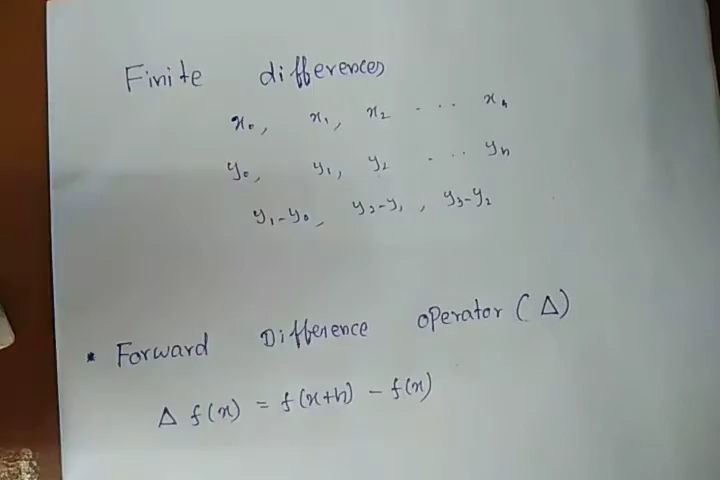 Finite differences
x₀, x₁, x₂ ... xₙ
y₀, y₁, y₂ ... yₙ
y₁-y₀, y₂-y₁, y₃-y₂
* Forward Difference operator (Δ)
Δ f(x) = f(x+h) - f(x)